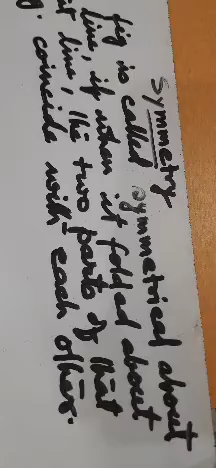 Symmetry
fig is called symmetrical about
line, if when it folded about
line, the two parts of that
coincide with each other.